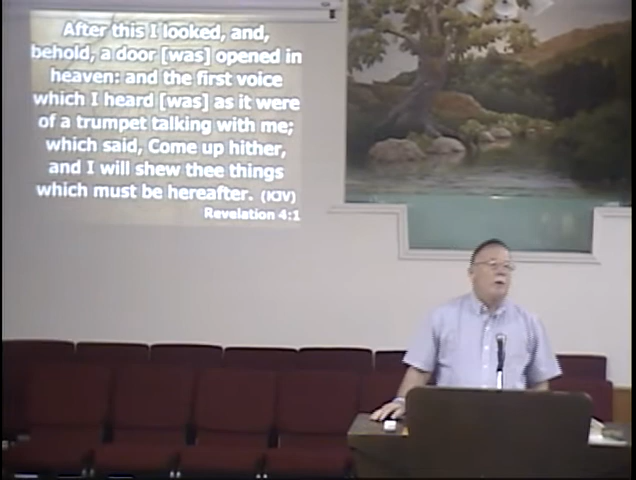 After this I looked, and,
behold, a door [was] opened in
heaven: and the first voice
which I heard [was] as it were
of a trumpet talking with me;
which said, Come up hither,
and I will shew thee things
which must be hereafter. (KJV)
Revelation 4:1